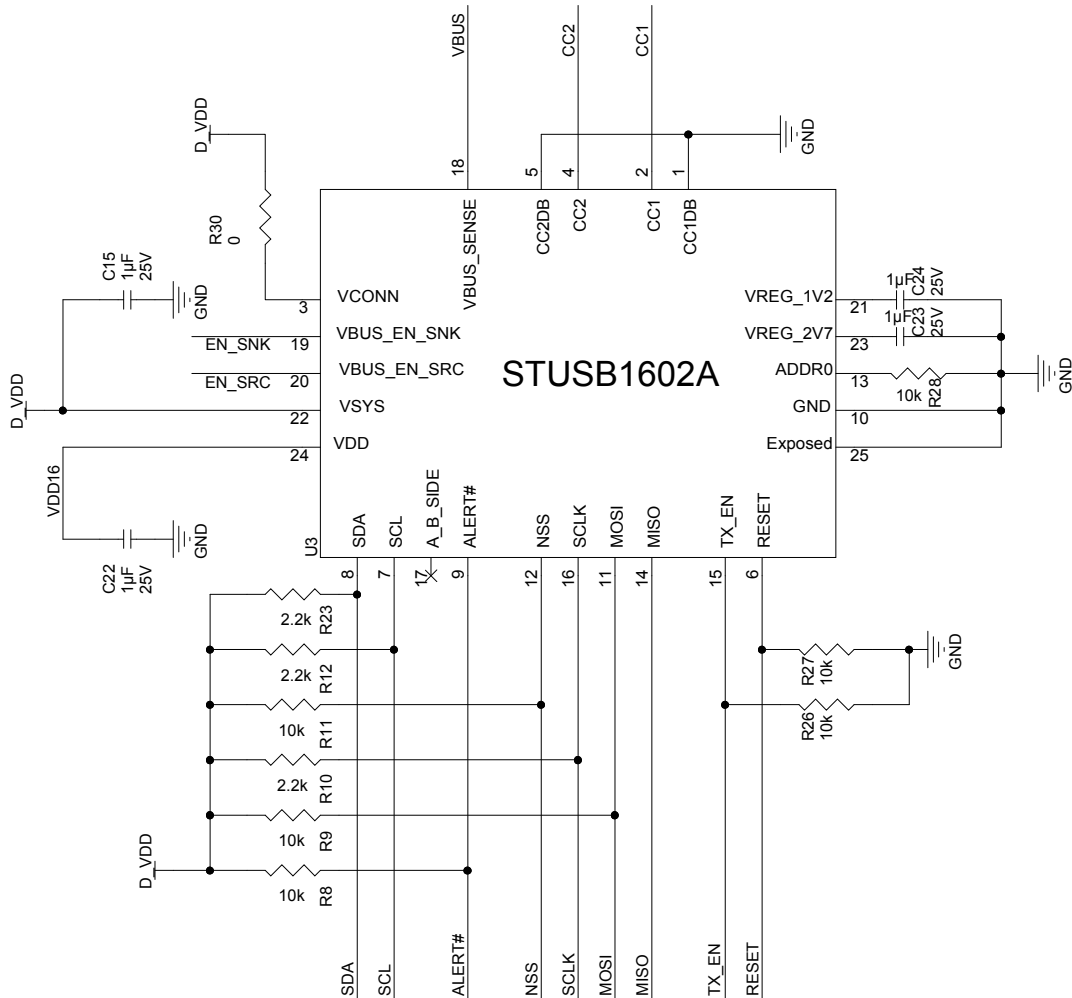 VBUS
CC2
CC1
D_VDD
GND
18
5
4
2
1
R30
0
VBUS_SENSE
CC2DB
CC2
CC1
CC1DB
C15
1µF
25V
GND
3
VCONN
VREG_1V2
21
1µF
C24
25V
EN_SNK
19
VBUS_EN_SNK
VREG_2V7
23
1µF
C23
25V
EN_SRC
20
VBUS_EN_SRC
STUSB1602A
ADDR0
13
10k
R28
GND
D_VDD
22
VSYS
GND
10
24
VDD
Exposed
25
VDD16
C22
1µF
25V
GND
U3
SDA
SCL
A_B_SIDE
ALERT#
NSS
SCLK
MOSI
MISO
TX_EN
RESET
8
7
17
9
12
16
11
14
15
6
2.2k
R23
2.2k
R12
R27
10k
GND
10k
R11
R26
10k
2.2k
R10
10k
R9
D_VDD
10k
R8
SDA
SCL
ALERT#
NSS
SCLK
MOSI
MISO
TX_EN
RESET